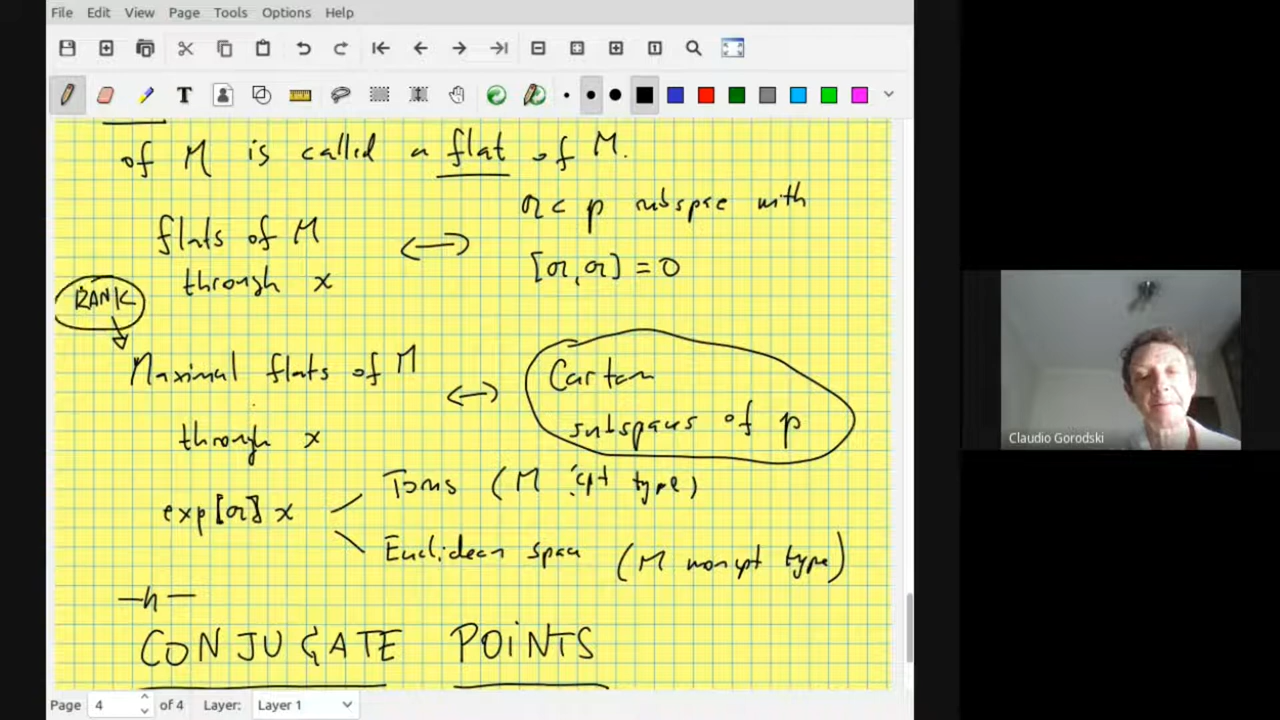 File Edit View Page Tools Options Help
of M is called a flat of M.
flats of M
through x
a c p subspce with
[a, a] = 0
RANK
Maximal flats of M
through x
Cartan
subspaces of p
exp[a] x
Torus (M cpt type)
Euclidean space (M noncpt type)
CONJUGATE POINTS
Claudio Gorodski
Page 4 of 4 Layer: Layer 1